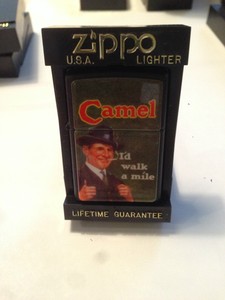 zippo
U.S.A. LIGHTER
Camel
I'd
walk
a mile
LIFETIME GUARANTEE